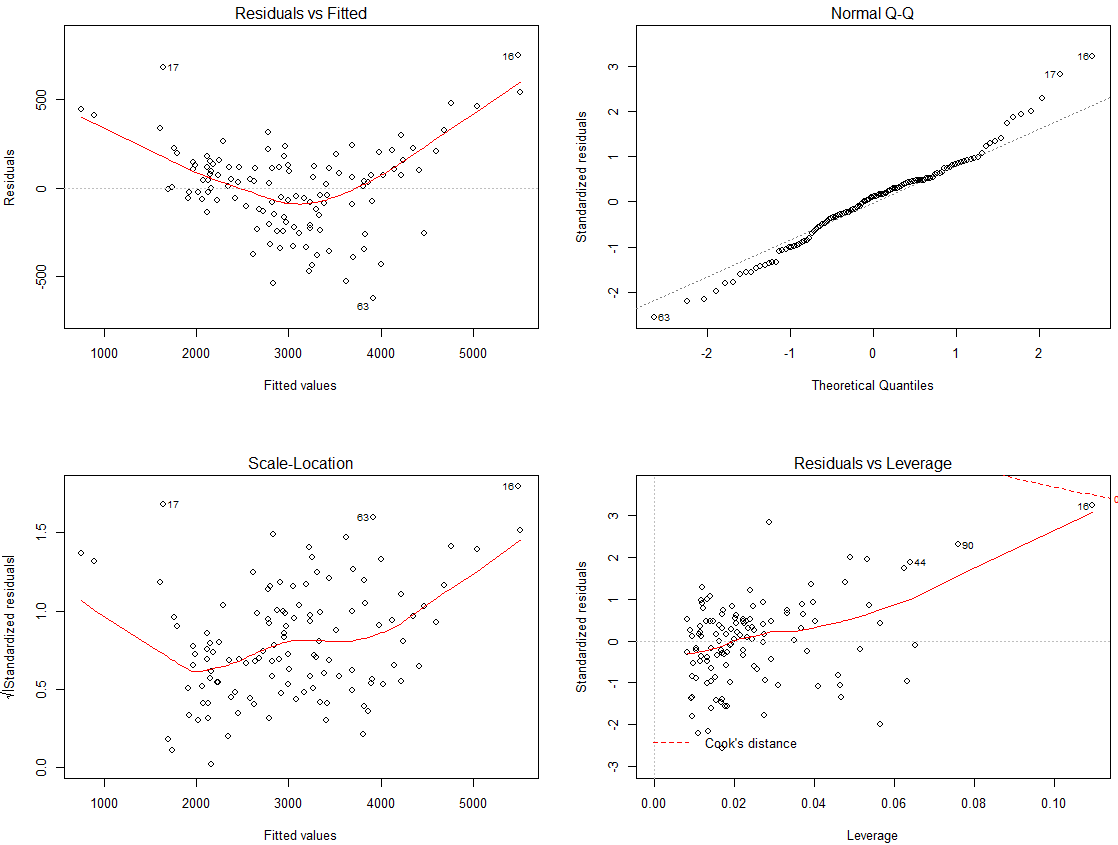 Residuals vs Fitted
Residuals
500
0
-500
17
16
63
1000 2000 3000 4000 5000
Fitted values
Normal Q-Q
Standardized residuals
3
2
1
0
-1
-2
16
17
63
-2 -1 0 1 2
Theoretical Quantiles
Scale-Location
√|Standardized residuals|
1.5
1.0
0.5
0.0
16
17
63
1000 2000 3000 4000 5000
Fitted values
Residuals vs Leverage
Standardized residuals
3
2
1
0
-1
-2
-3
16
90
44
Cook's distance
0.00 0.02 0.04 0.06 0.08 0.10
Leverage